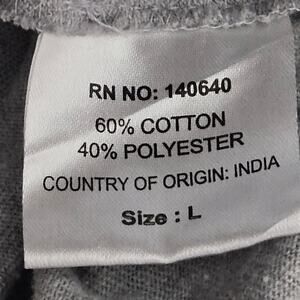 RN NO: 140640
60% COTTON
40% POLYESTER
COUNTRY OF ORIGIN: INDIA
Size : L